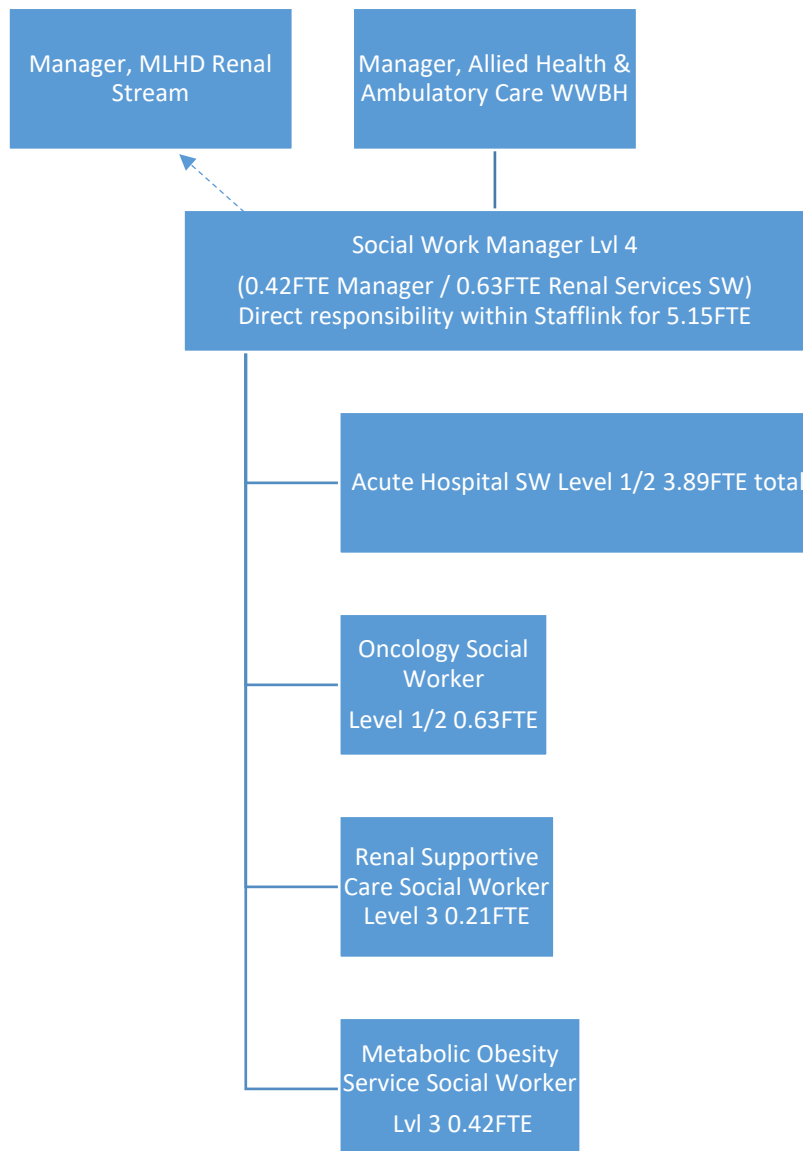 Manager, MLHD Renal
Stream
Manager, Allied Health &
Ambulatory Care WWBH
Social Work Manager Lvl 4
(0.42FTE Manager / 0.63FTE Renal Services SW)
Direct responsibility within Stafflink for 5.15FTE
Acute Hospital SW Level 1/2 3.89FTE total
Oncology Social
Worker
Level 1/2 0.63FTE
Renal Supportive
Care Social Worker
Level 3 0.21FTE
Metabolic Obesity
Service Social Worker
Lvl 3 0.42FTE